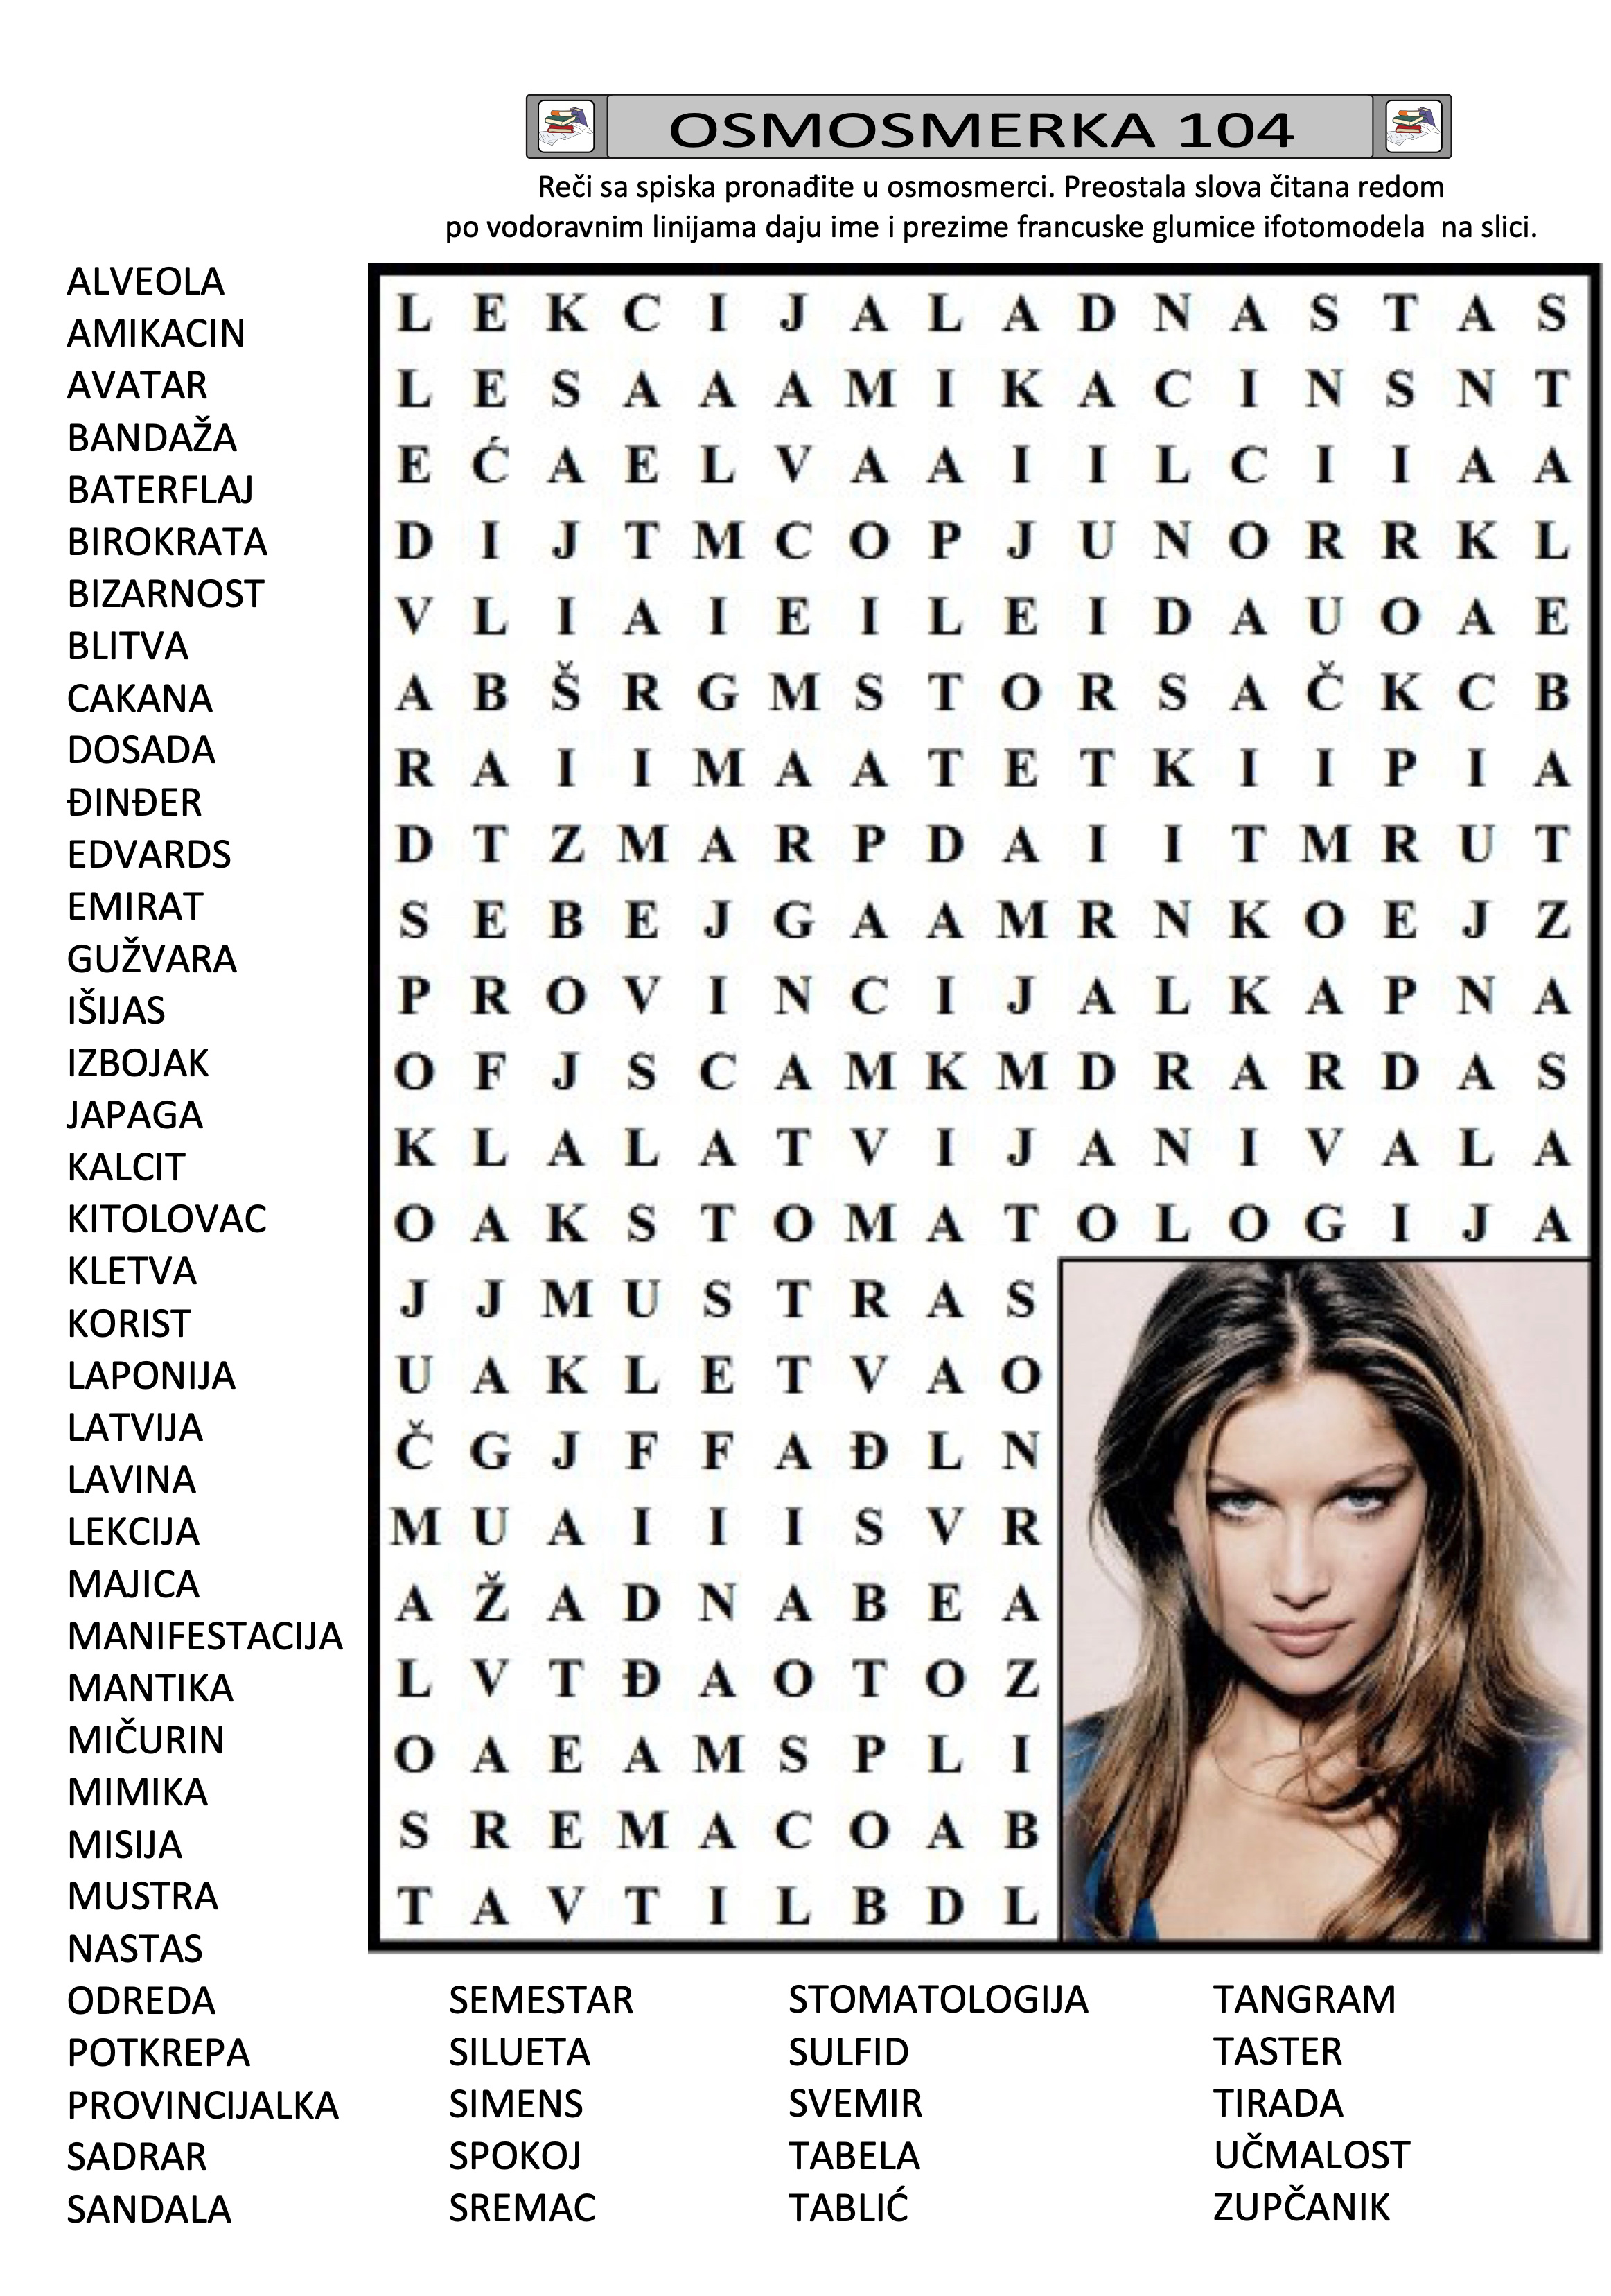 OSMOSMERKA 104
Reči sa spiska pronađite u osmosmerci. Preostala slova čitana redom
po vodoravnim linijama daju ime i prezime francuske glumice ifotomodela  na slici.
ALVEOLA
AMIKACIN
AVATAR
BANDAŽA
BATERFLAJ
BIROKRATA
BIZARNOST
BLITVA
CAKANA
DOSADA
ĐINĐER
EDVARDS
EMIRAT
GUŽVARA
IŠIJAS
IZBOJAK
JAPAGA
KALCIT
KITOLOVAC
KLETVA
KORIST
LAPONIJA
LATVIJA
LAVINA
LEKCIJA
MAJICA
MANIFESTACIJA
MANTIKA
MIČURIN
MIMIKA
MISIJA
MUSTRA
NASTAS
ODREDA
POTKREPA
PROVINCIJALKA
SADRAR
SANDALA
L E K C I J A L A D N A S T A S
L E S A A A M I K A C I N S N T
E Ć A E L V A A I I L C I I A A
D I J T M C O P J U N O R R K L
V L I A I E I L E I D A U O A E
A B Š R G M S T O R S A Č K C B
R A I I M A A T E T K I I P I A
D T Z M A R P D A I I T M R U T
S E B E J G A A M R N K O E J Z
P R O V I N C I J A L K A P N A
O F J S C A M K M D R A R D A S
K L A L A T V I J A N I V A L A
O A K S T O M A T O L O G I J A
J J M U S T R A S
U A K L E T V A O
Č G J F F A Đ L N
M U A I I I S V R
A Ž A D N A B E A
L V T Đ A O T O Z
O A E A M S P L I
S R E M A C O A B
T A V T I L B D L
SEMESTAR
SILUETA
SIMENS
SPOKOJ
SREMAC
STOMATOLOGIJA
SULFID
SVEMIR
TABELA
TABLIĆ
TANGRAM
TASTER
TIRADA
UČMALOST
ZUPČANIK